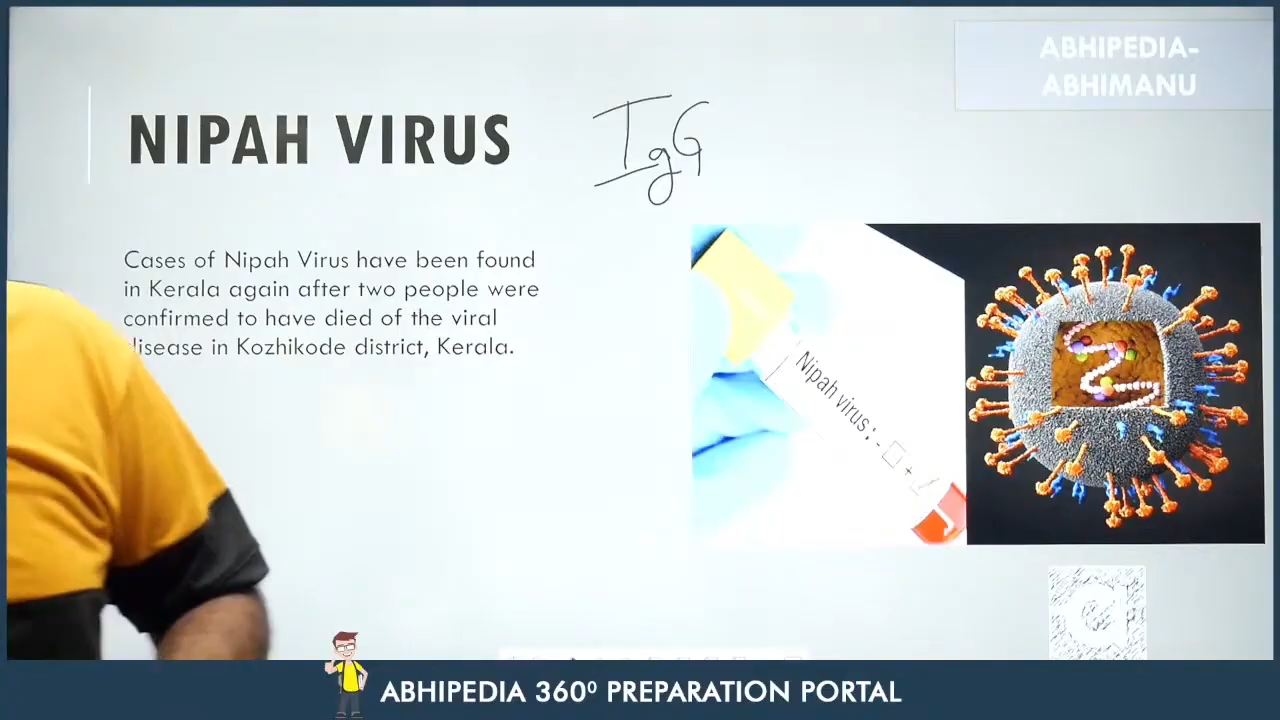 ABHIPEDIA-
ABHIMANU
NIPAH VIRUS
IgG
Cases of Nipah Virus have been found
in Kerala again after two people were
confirmed to have died of the viral
disease in Kozhikode district, Kerala.
Nipah virus: - □ +
ABHIPEDIA 360⁰ PREPARATION PORTAL